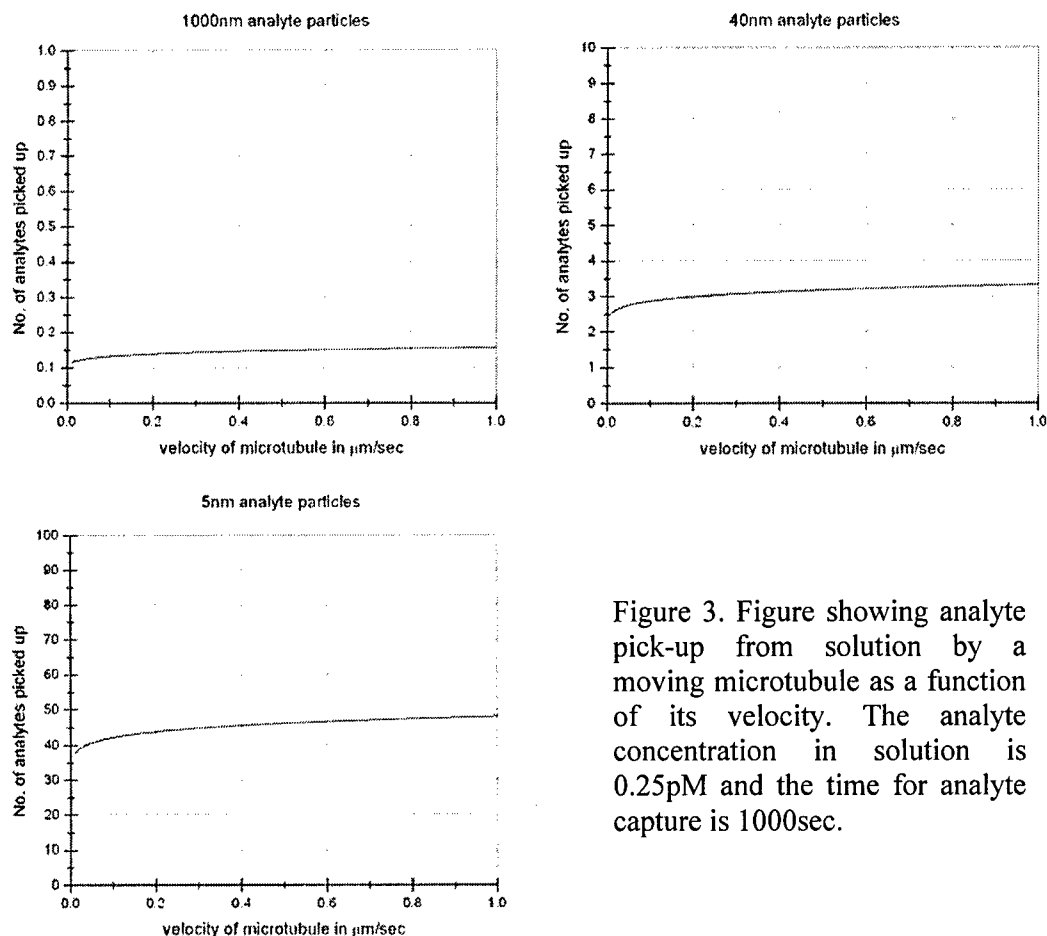 1000nm analyte particles
No. of analytes picked up
1.0
0.9
0.8
0.7
0.6
0.5
0.4
0.3
0.2
0.1
0.0
0.0 0.2 0.4 0.6 0.8 1.0
velocity of microtubule in μm/sec
40nm analyte particles
No. of analytes picked up
10
9
8
7
6
5
4
3
2
1
0
0.0 0.2 0.4 0.6 0.8 1.0
velocity of microtubule in μm/sec
5nm analyte particles
No. of analytes picked up
100
90
80
70
60
50
40
30
20
10
0
0.0 0.2 0.4 0.6 0.8 1.0
velocity of microtubule in μm/sec
Figure 3. Figure showing analyte
pick-up from solution by a
moving microtubule as a function
of its velocity. The analyte
concentration in solution is
0.25pM and the time for analyte
capture is 1000sec.